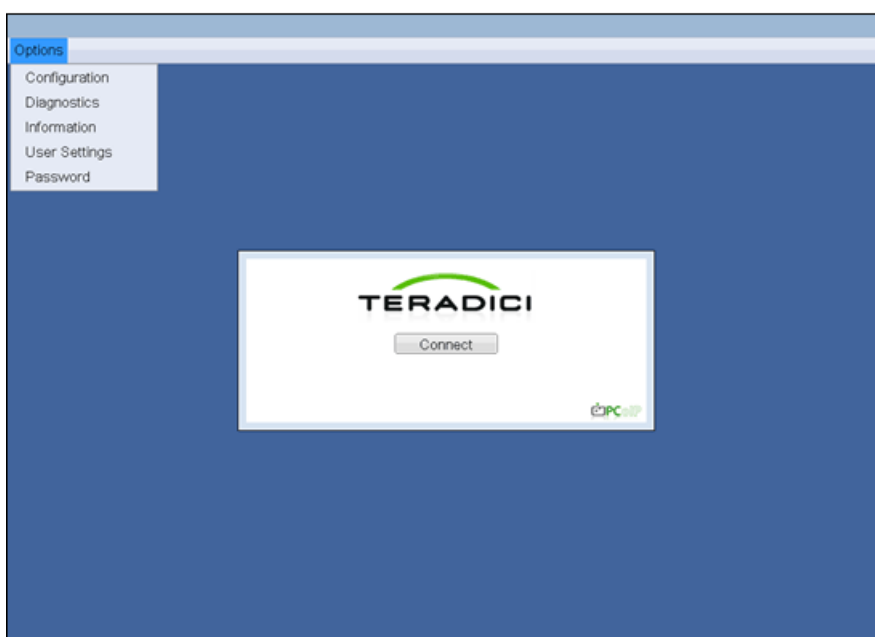 Options
Configuration
Diagnostics
Information
User Settings
Password
TERADICI
Connect
PCoIP